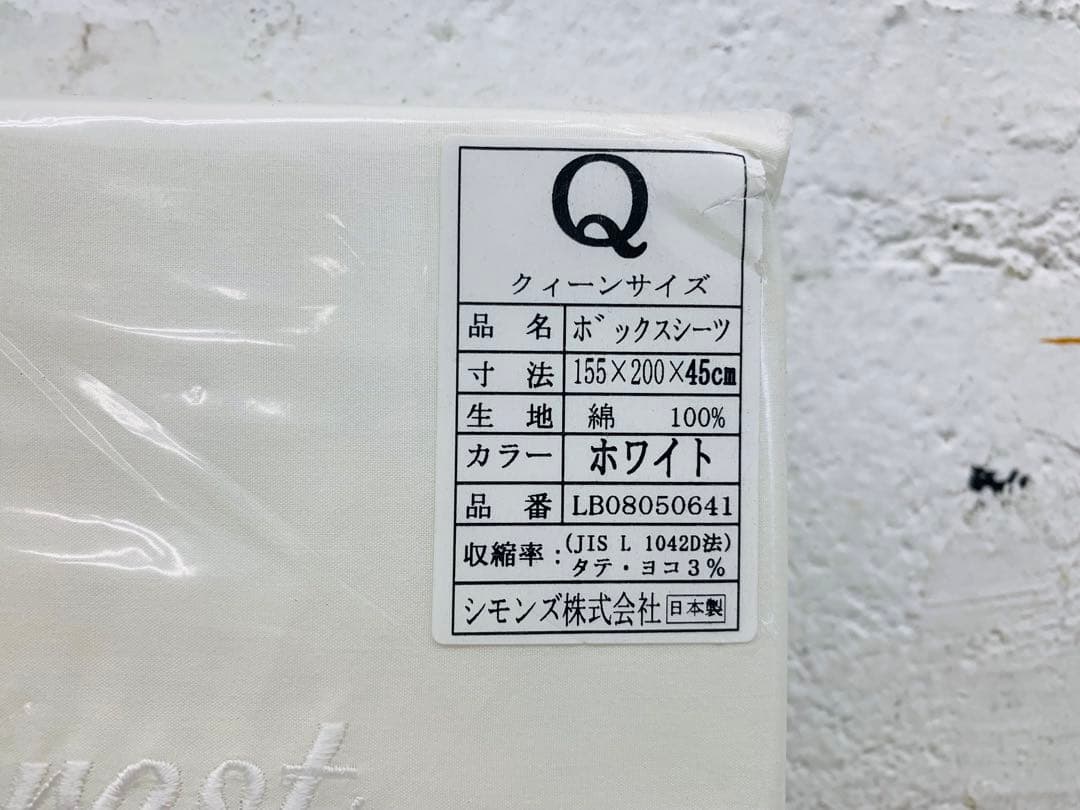 Q
クィーンサイズ
品名 ボックスシーツ
寸法 155×200×45cm
生地 綿 100%
カラー ホワイト
品番 LB08050641
収縮率：(JIS L 1042D法)
タテ・ヨコ3%
シモンズ株式会社 日本製